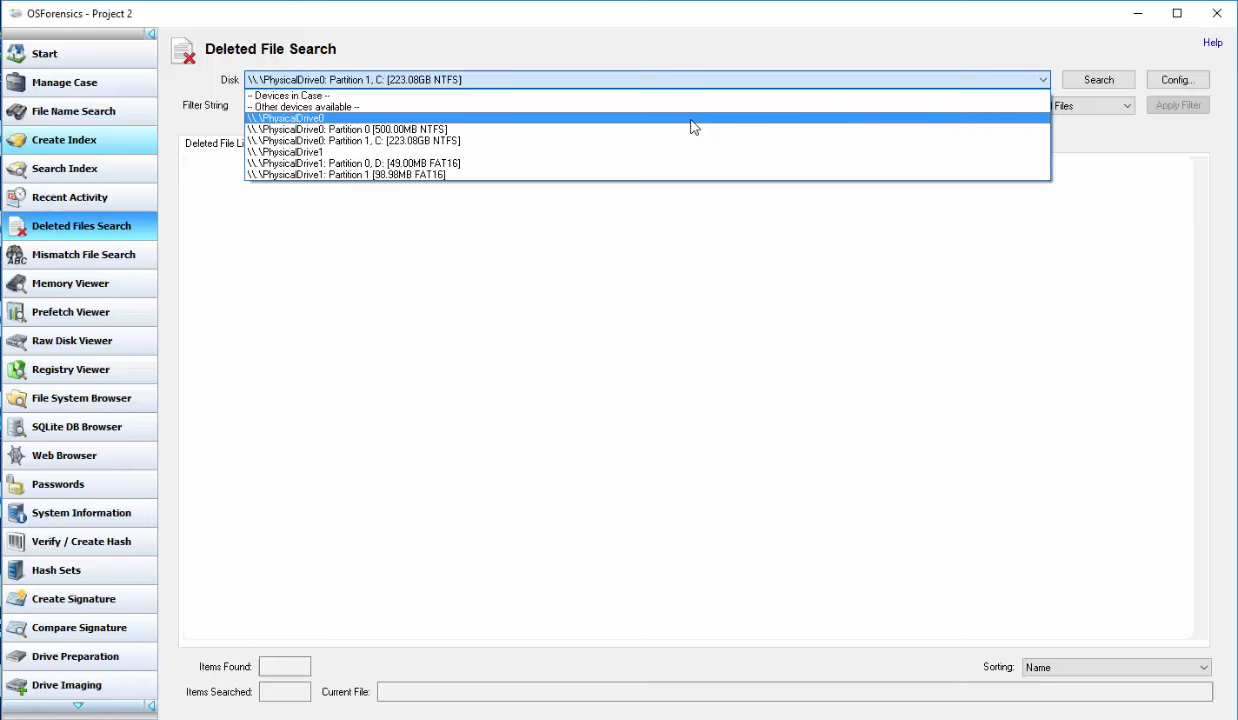 OSForensics - Project 2
Start
Manage Case
File Name Search
Create Index
Search Index
Recent Activity
Deleted Files Search
Mismatch File Search
ABC
Memory Viewer
Prefetch Viewer
Raw Disk Viewer
Registry Viewer
File System Browser
SQLite DB Browser
Web Browser
Passwords
System Information
Verify / Create Hash
Hash Sets
Create Signature
Compare Signature
Drive Preparation
Drive Imaging
Deleted File Search
Help
Disk \\.\PhysicalDrive0: Partition 1, C: [223.08GB NTFS] Search Config...
Filter String Files Apply Filter
-- Devices in Case --
-- Other devices available --
\\.\PhysicalDrive0
\\.\PhysicalDrive0: Partition 0 [500.00MB NTFS]
\\.\PhysicalDrive0: Partition 1, C: [223.08GB NTFS]
\\.\PhysicalDrive1
\\.\PhysicalDrive1: Partition 0, D: [49.00MB FAT16]
\\.\PhysicalDrive1: Partition 1 [98.98MB FAT16]
Deleted File Li
Items Found: Sorting: Name
Items Searched: Current File: